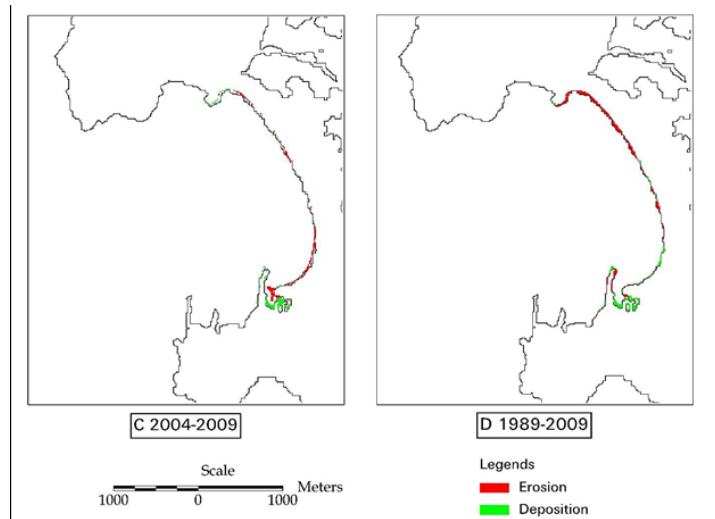 C 2004-2009
D 1989-2009
Scale
Meters
1000 0 1000
Legends
Erosion
Deposition